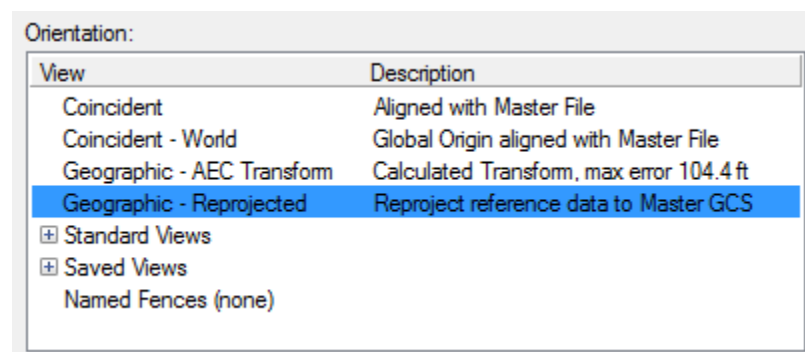 Orientation:
View Description
Coincident Aligned with Master File
Coincident - World Global Origin aligned with Master File
Geographic - AEC Transform Calculated Transform, max error 104.4 ft
Geographic - Reprojected Reproject reference data to Master GCS
Standard Views
Saved Views
Named Fences (none)